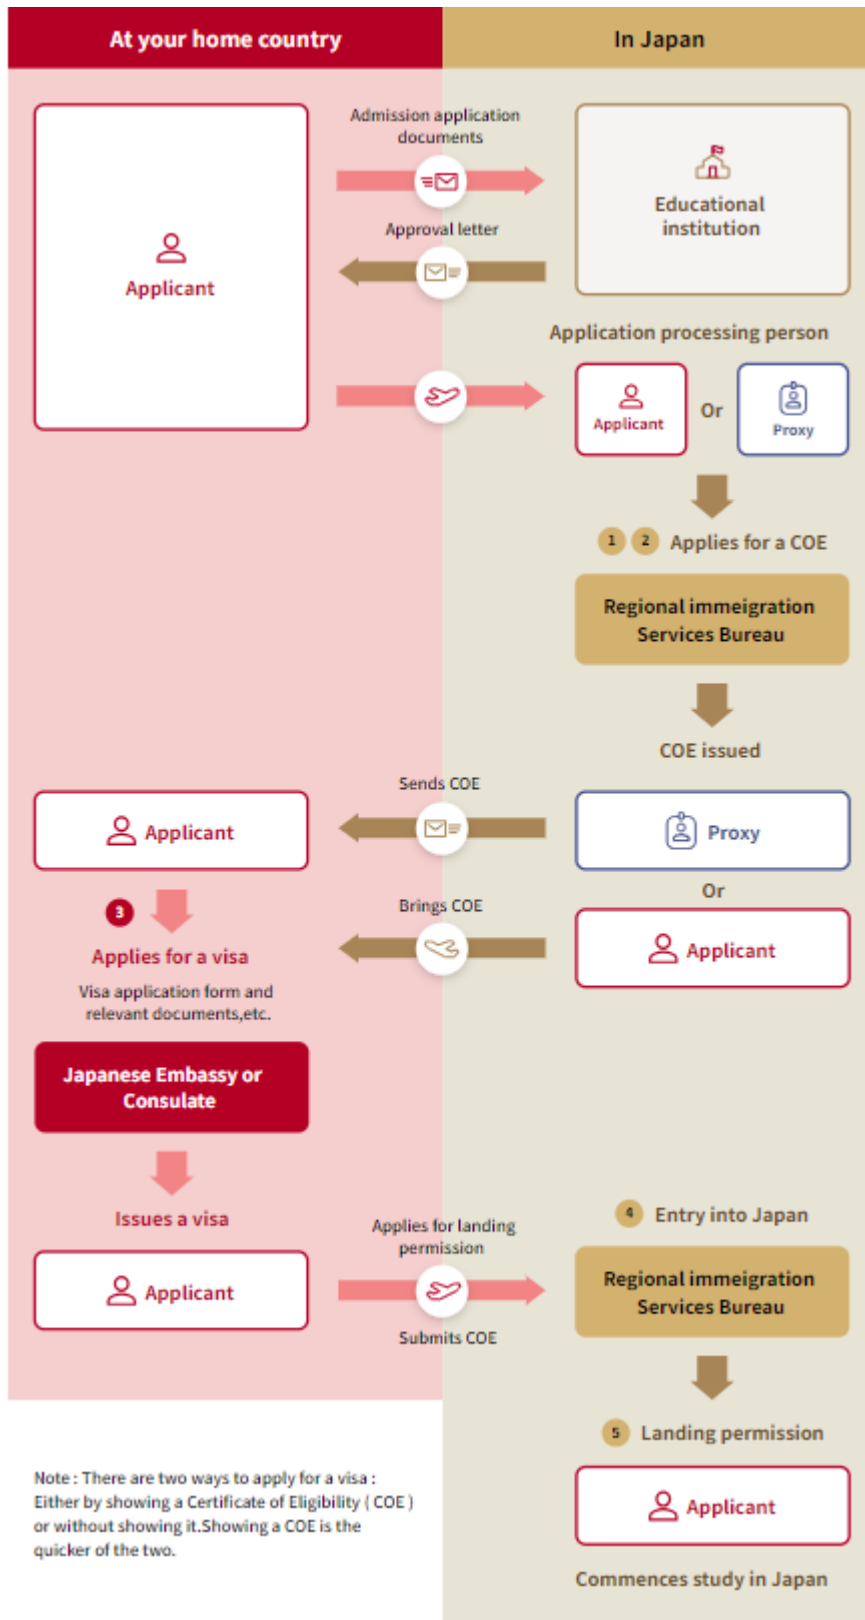 At your home country
In Japan
Admission application
documents
Educational
institution
Approval letter
Applicant
Application processing person
Applicant
Or
Proxy
1 2 Applies for a COE
Regional immeigration
Services Bureau
COE issued
Sends COE
Applicant
Proxy
Or
3
Brings COE
Applicant
Applies for a visa
Visa application form and
relevant documents,etc.
Japanese Embassy or
Consulate
Issues a visa
Applicant
Applies for landing
permission
Submits COE
4 Entry into Japan
Regional immeigration
Services Bureau
5 Landing permission
Applicant
Commences study in Japan
Note : There are two ways to apply for a visa :
Either by showing a Certificate of Eligibility ( COE )
or without showing it.Showing a COE is the
quicker of the two.